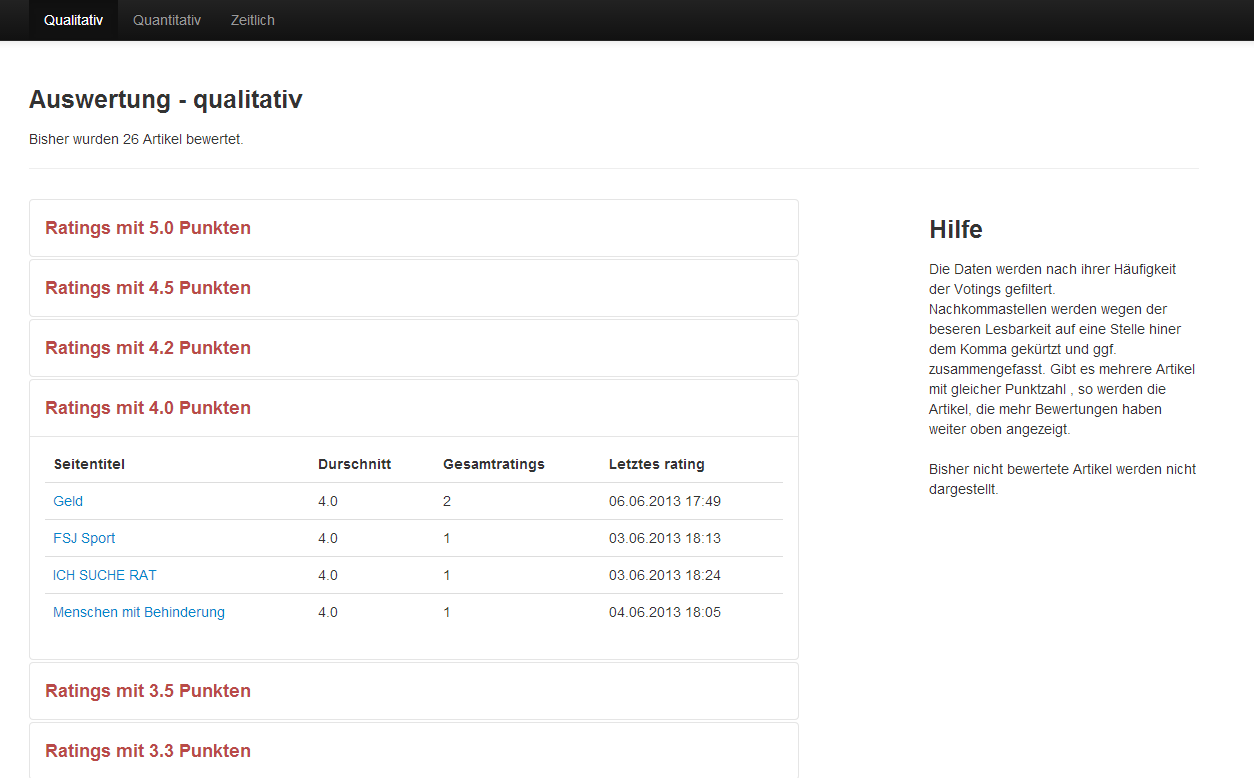 Qualitativ Quantitativ Zeitlich
Auswertung - qualitativ
Bisher wurden 26 Artikel bewertet.
Ratings mit 5.0 Punkten
Ratings mit 4.5 Punkten
Ratings mit 4.2 Punkten
Ratings mit 4.0 Punkten
Seitentitel Durschnitt Gesamtratings Letztes rating
Geld 4.0 2 06.06.2013 17:49
FSJ Sport 4.0 1 03.06.2013 18:13
ICH SUCHE RAT 4.0 1 03.06.2013 18:24
Menschen mit Behinderung 4.0 1 04.06.2013 18:05
Ratings mit 3.5 Punkten
Ratings mit 3.3 Punkten
Hilfe
Die Daten werden nach ihrer Häufigkeit
der Votings gefiltert.
Nachkommastellen werden wegen der
beseren Lesbarkeit auf eine Stelle hiner
dem Komma gekürtzt und ggf.
zusammengefasst. Gibt es mehrere Artikel
mit gleicher Punktzahl , so werden die
Artikel, die mehr Bewertungen haben
weiter oben angezeigt.
Bisher nicht bewertete Artikel werden nicht
dargestellt.